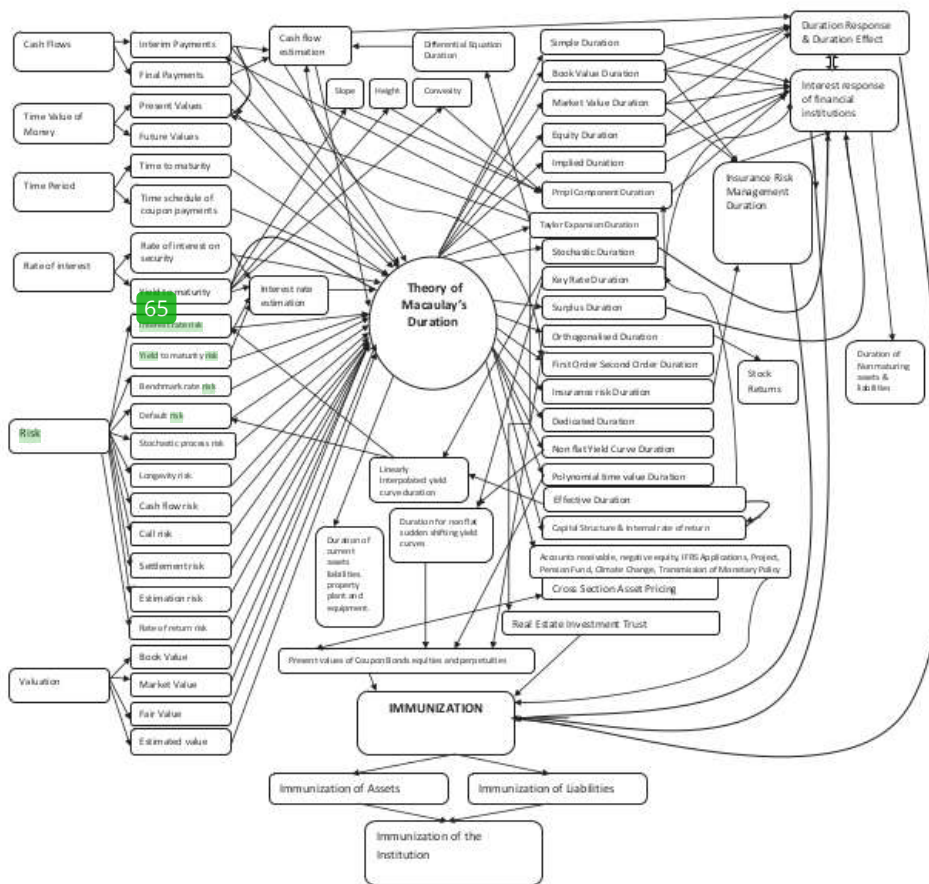 Cash Flows
Time Value of
Money
Time Period
Rate of interest
Risk
Valuation
Interim Payments
Final Payments
Present Values
Future Values
Time to maturity
Time schedule of
coupon payments
Rate of interest on
security
Yield to maturity
65
Interest rate risk
Yield to maturity risk
Benchmark rate risk
Default risk
Stochastic process risk
Longevity risk
Cash flow risk
Call risk
Settlement risk
Estimation risk
Rate of return risk
Book Value
Market Value
Fair Value
Estimated value
Cash flow
estimation
Slope
Height
Convexity
Differential Equation
Duration
Interest rate
estimation
Theory of
Macaulay's
Duration
Linearly
Interpolated yield
curve duration
Duration for non flat
sudden shifting yield
curves
Duration of
current
assets
liabilities,
property
plant and
equipment.
Simple Duration
Book Value Duration
Market Value Duration
Equity Duration
Implied Duration
Prnpl Component Duration
Taylor Expansion Duration
Stochastic Duration
Key Rate Duration
Surplus Duration
Orthogonalised Duration
First Order Second Order Duration
Insurance risk Duration
Dedicated Duration
Non flat Yield Curve Duration
Polynomial time value Duration
Effective Duration
Capital Structure & Internal rate of return
Accounts receivable, negative equity, IFRS Applications, Project,
Pension Fund, Climate Change, Transmission of Monetary Policy
Cross Section Asset Pricing
Real Estate Investment Trust
Present values of Coupon Bonds equities and perpetuities
Duration Response
& Duration Effect
Interest response
of financial
institutions
Insurance Risk
Management
Duration
Stock
Returns
Duration of
Nonmaturing
assets &
liabilities
IMMUNIZATION
Immunization of Assets
Immunization of Liabilities
Immunization of the
Institution